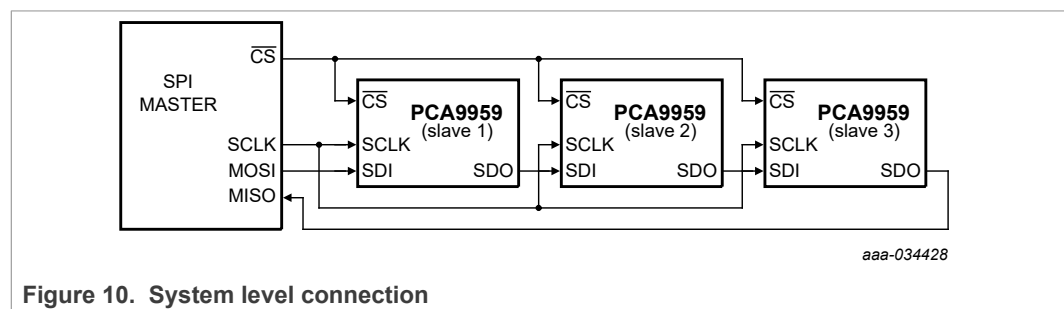 CS
SPI
MASTER
CS
PCA9959
(slave 1)
CS
PCA9959
(slave 2)
CS
PCA9959
(slave 3)
SCLK
SCLK
SCLK
SCLK
MOSI
SDI
SDO
SDI
SDO
SDI
SDO
MISO
aaa-034428
Figure 10. System level connection